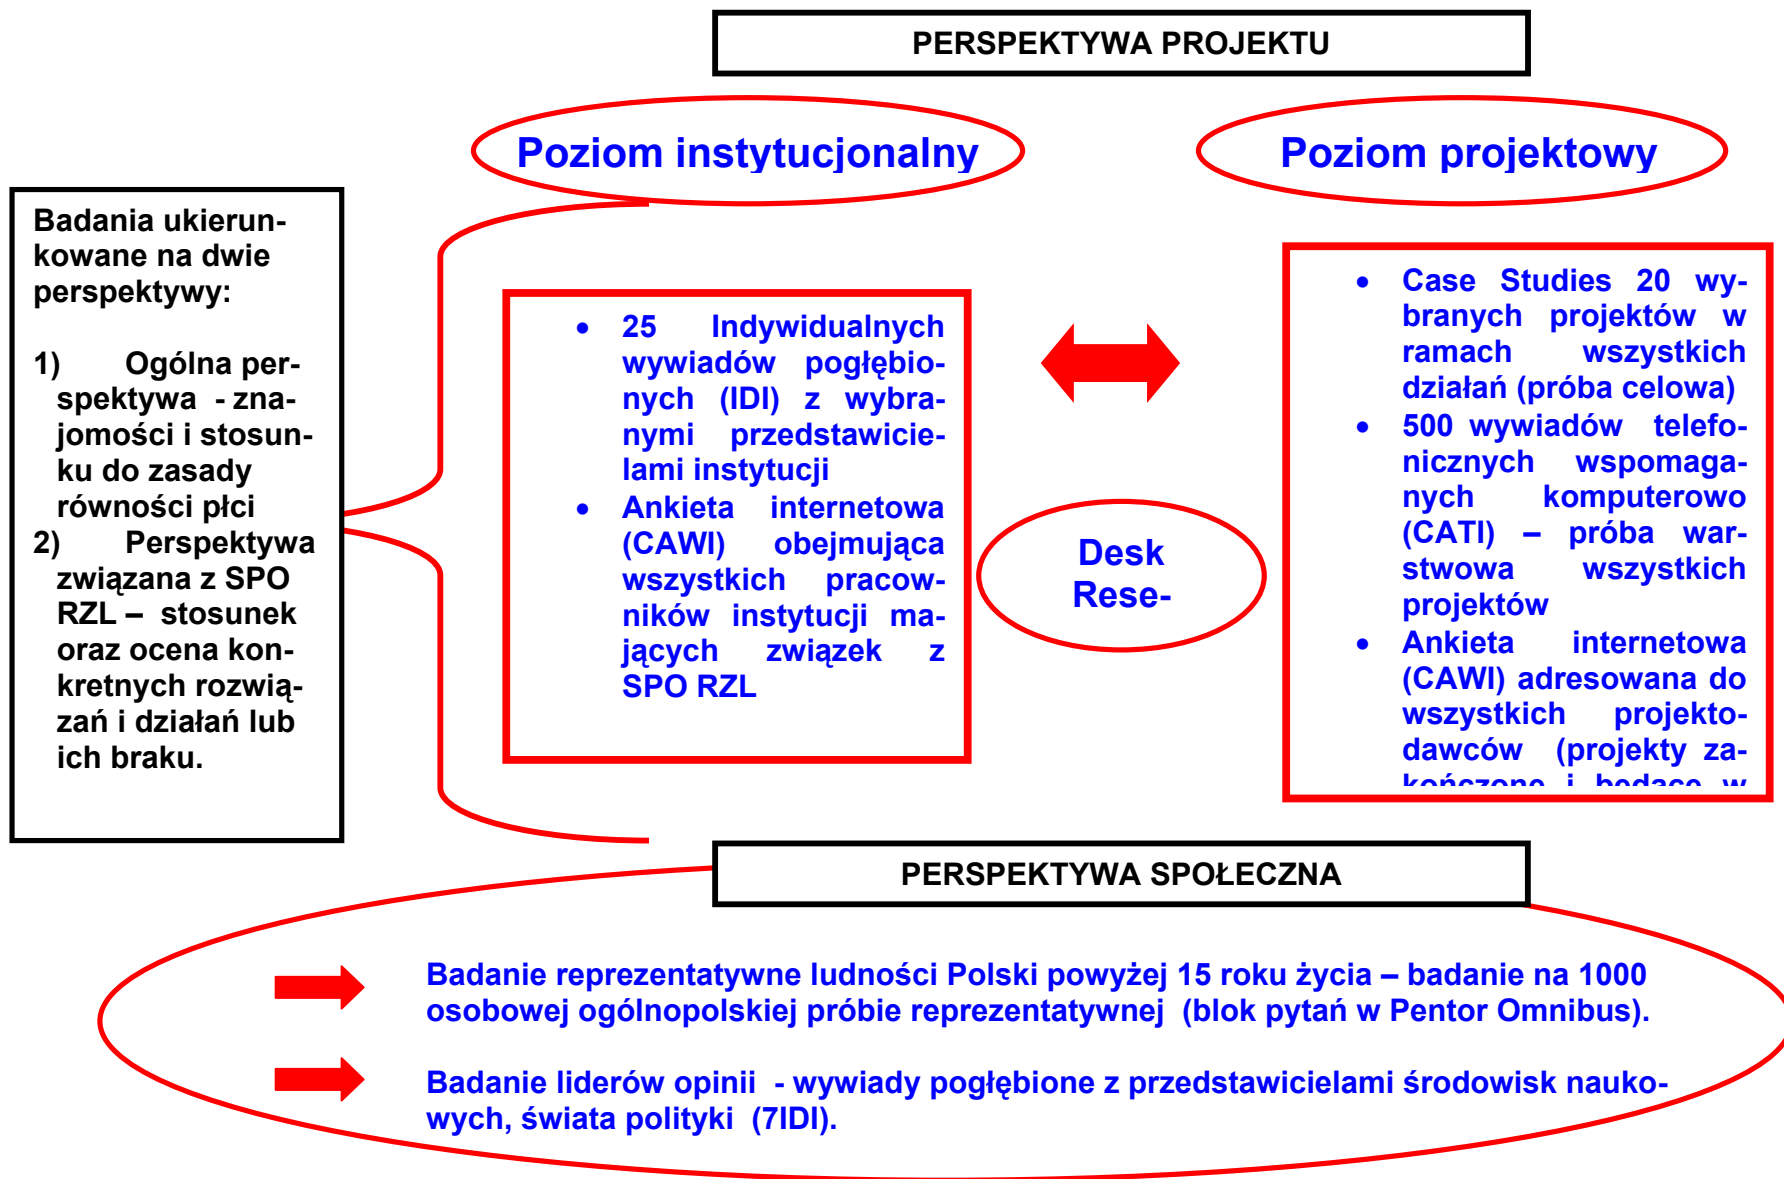 PERSPEKTYWA PROJEKTU
Poziom instytucjonalny
Poziom projektowy
Badania ukierun-
kowane na dwie
perspektywy:
1) Ogólna per-
spektywa - zna-
jomości i stosun-
ku do zasady
równości płci
2) Perspektywa
związana z SPO
RZL – stosunek
oraz ocena kon-
kretnych rozwią-
zań i działań lub
ich braku.
• 25 Indywidualnych
wywiadów pogłębio-
nych (IDI) z wybra-
nymi przedstawicie-
lami instytucji
• Ankieta internetowa
(CAWI) obejmująca
wszystkich pracow-
ników instytucji ma-
jących związek z
SPO RZL
Desk
Rese-
• Case Studies 20 wy-
branych projektów w
ramach wszystkich
działań (próba celowa)
• 500 wywiadów telefo-
nicznych wspomaga-
nych komputerowo
(CATI) – próba war-
stwowa wszystkich
projektów
• Ankieta internetowa
(CAWI) adresowana do
wszystkich projekto-
dawców (projekty za-
kończone i będące w
PERSPEKTYWA SPOŁECZNA
Badanie reprezentatywne ludności Polski powyżej 15 roku życia – badanie na 1000
osobowej ogólnopolskiej próbie reprezentatywnej (blok pytań w Pentor Omnibus).
Badanie liderów opinii - wywiady pogłębione z przedstawicielami środowisk nauko-
wych, świata polityki (7IDI).